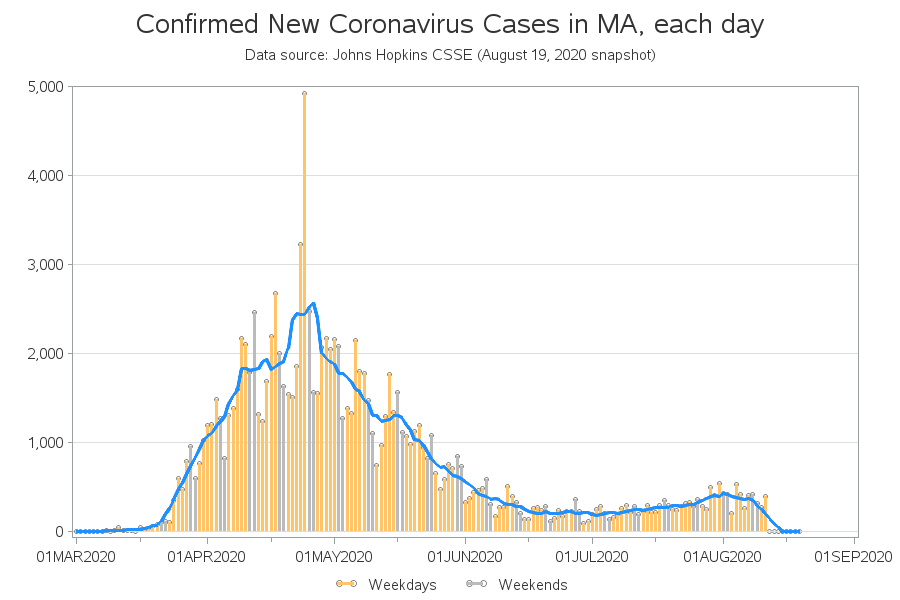 Confirmed New Coronavirus Cases in MA, each day
Data source: Johns Hopkins CSSE (August 19, 2020 snapshot)
5,000
4,000
3,000
2,000
1,000
0
01MAR2020 01APR2020 01MAY2020 01JUN2020 01JUL2020 01AUG2020 01SEP2020
Weekdays Weekends